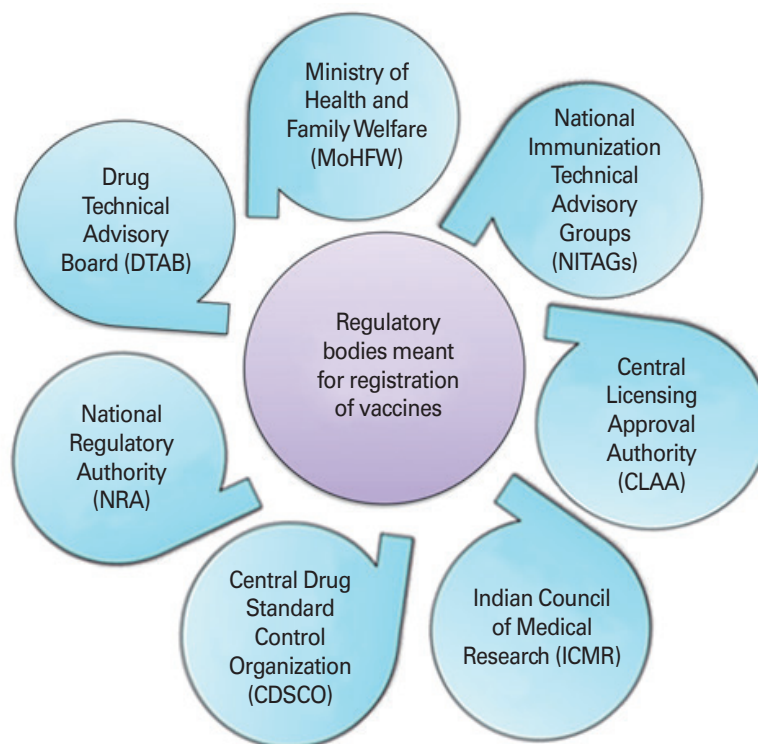 Ministry of
Health and
Family Welfare
(MoHFW)
National
Immunization
Technical
Advisory
Groups
(NITAGs)
Central
Licensing
Approval
Authority
(CLAA)
Indian Council
of Medical
Research (ICMR)
Central Drug
Standard
Control
Organization
(CDSCO)
National
Regulatory
Authority
(NRA)
Drug
Technical
Advisory
Board (DTAB)
Regulatory
bodies meant
for registration
of vaccines